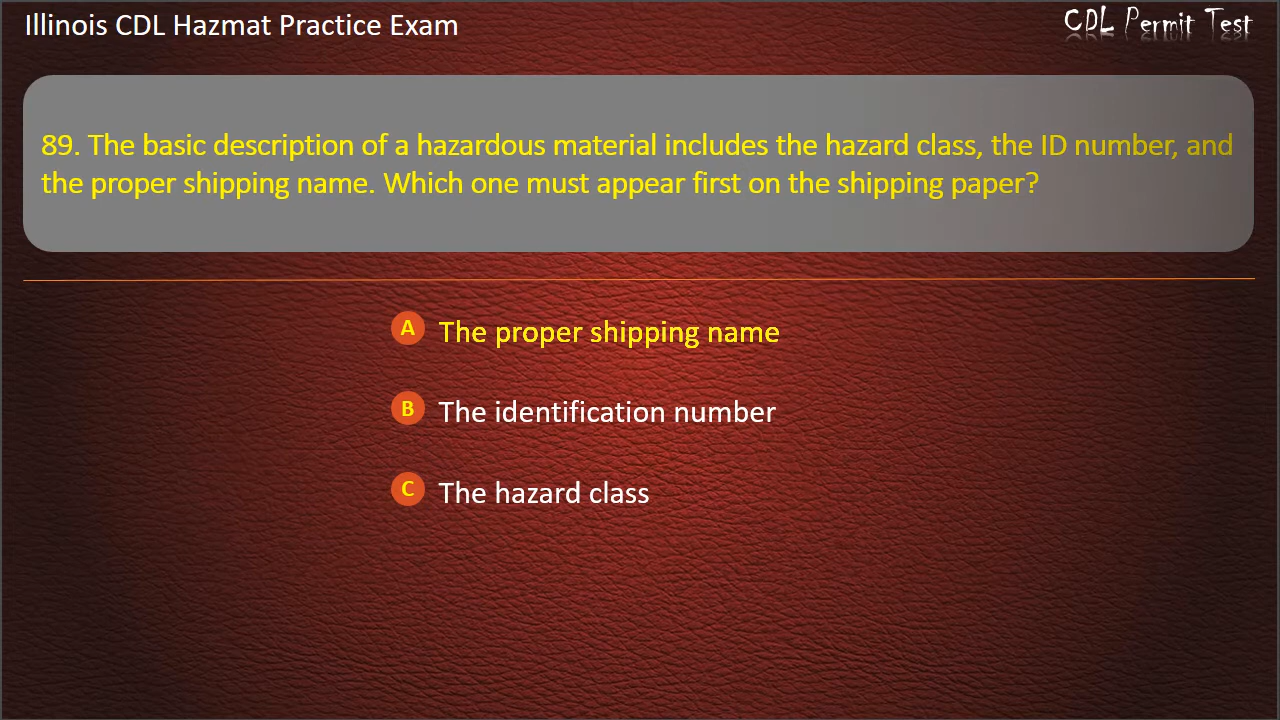 Illinois CDL Hazmat Practice Exam
CDL Permit Test
89. The basic description of a hazardous material includes the hazard class, the ID number, and
the proper shipping name. Which one must appear first on the shipping paper?
A The proper shipping name
B The identification number
C The hazard class